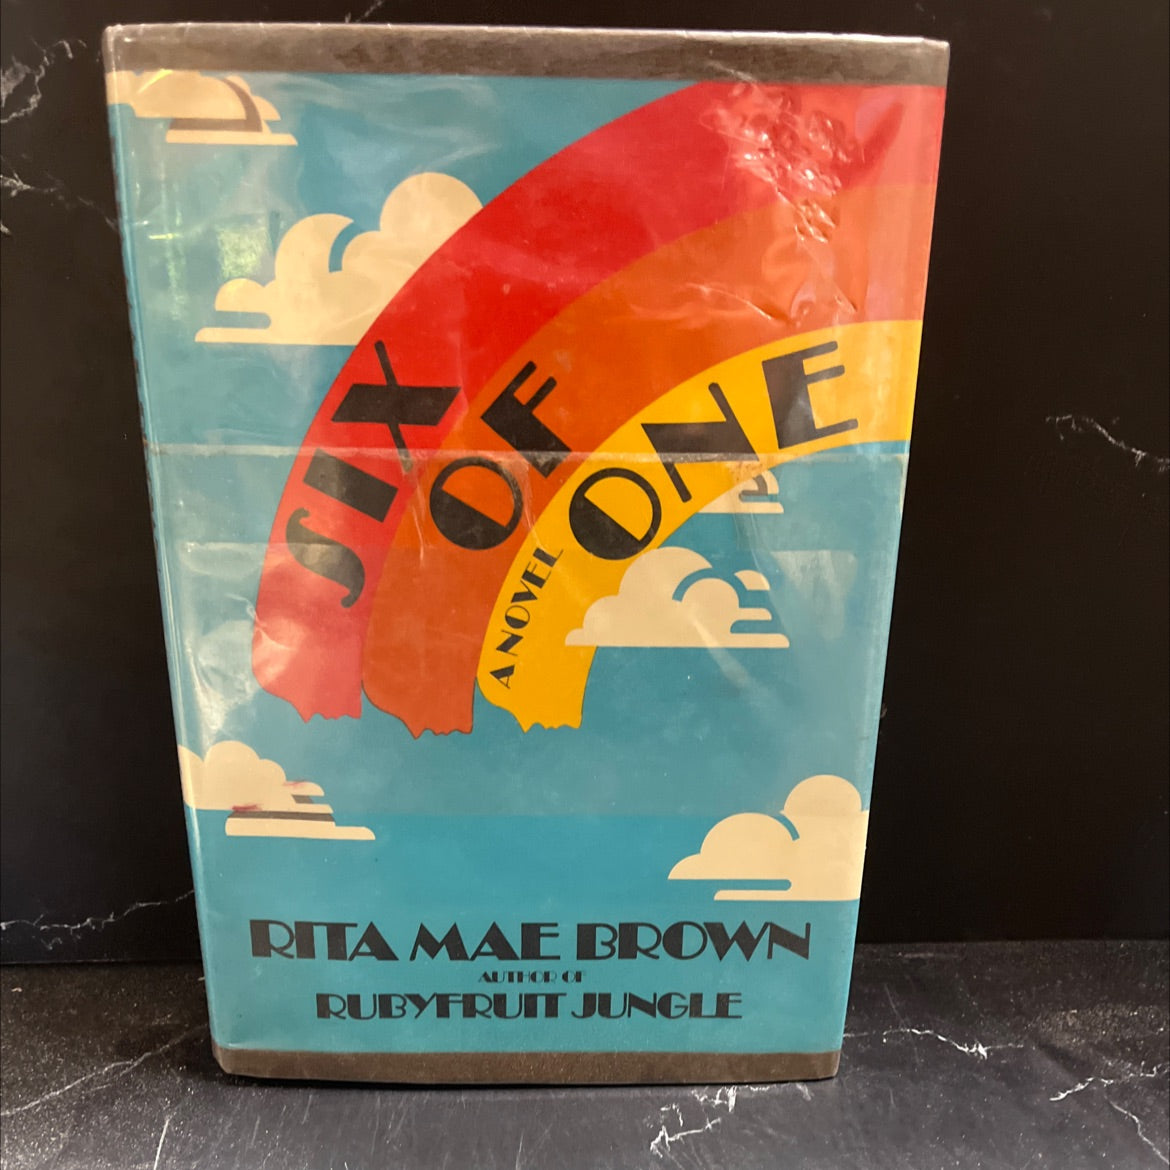 SIX
OF
ONE
A NOVEL
RITA MAE BROWN
AUTHOR OF
RUBYFRUIT JUNGLE